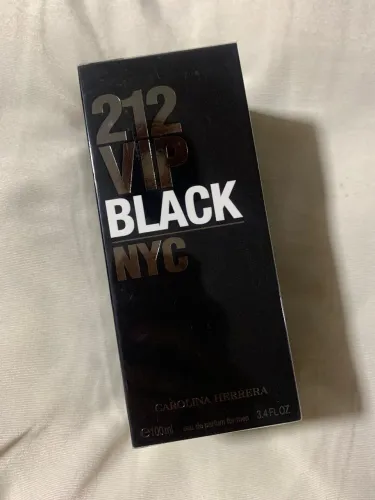 212
VIP
BLACK
NYC
CAROLINA HERRERA
℮100ml eau de parfum for men 3.4 FL.OZ.